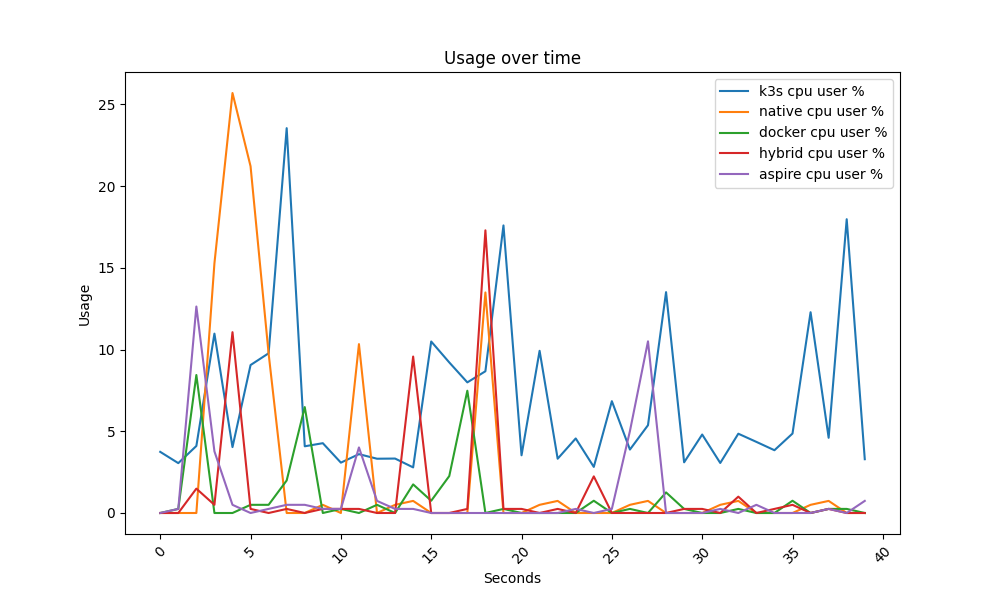 Usage over time
k3s cpu user %
native cpu user %
docker cpu user %
hybrid cpu user %
aspire cpu user %
25
20
15
10
5
0
Usage
0
5
10
15
20
25
30
35
40
Seconds